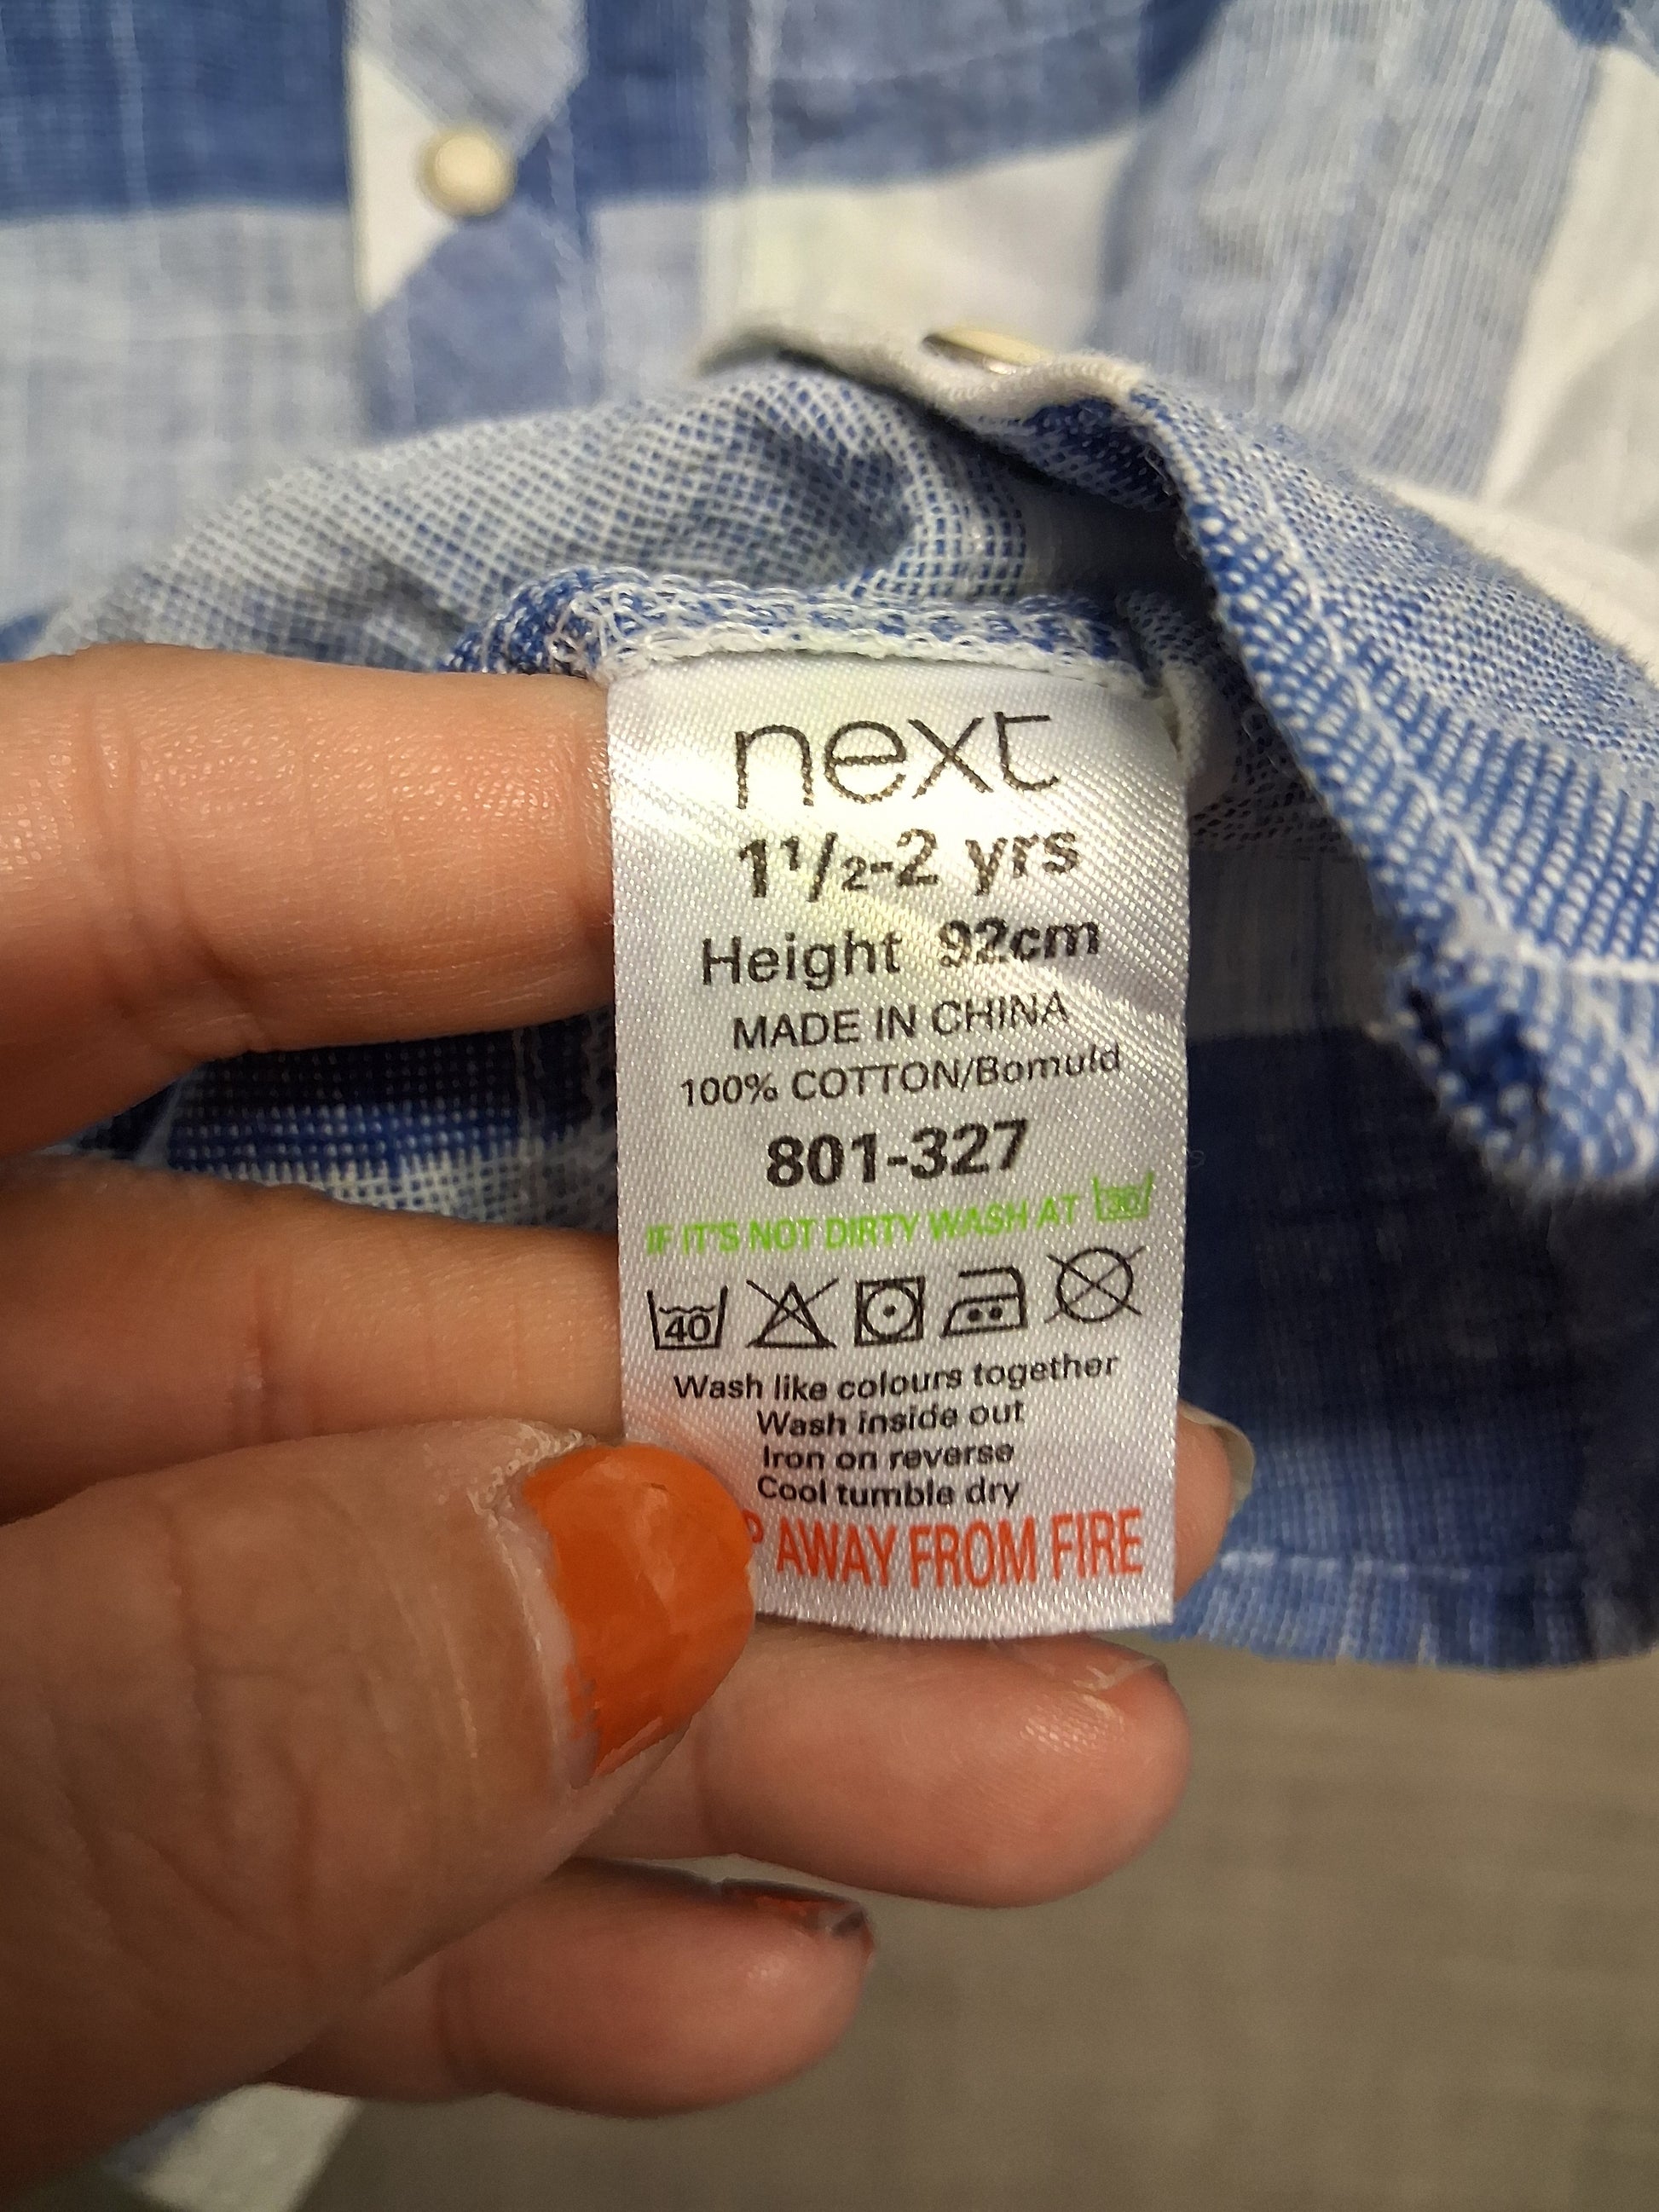 next
1 1/2-2 yrs
Height 92cm
MADE IN CHINA
100% COTTON/Bomuld
801-327
IF IT'S NOT DIRTY WASH AT 30
40
Wash like colours together
Wash inside out
Iron on reverse
Cool tumble dry
P AWAY FROM FIRE